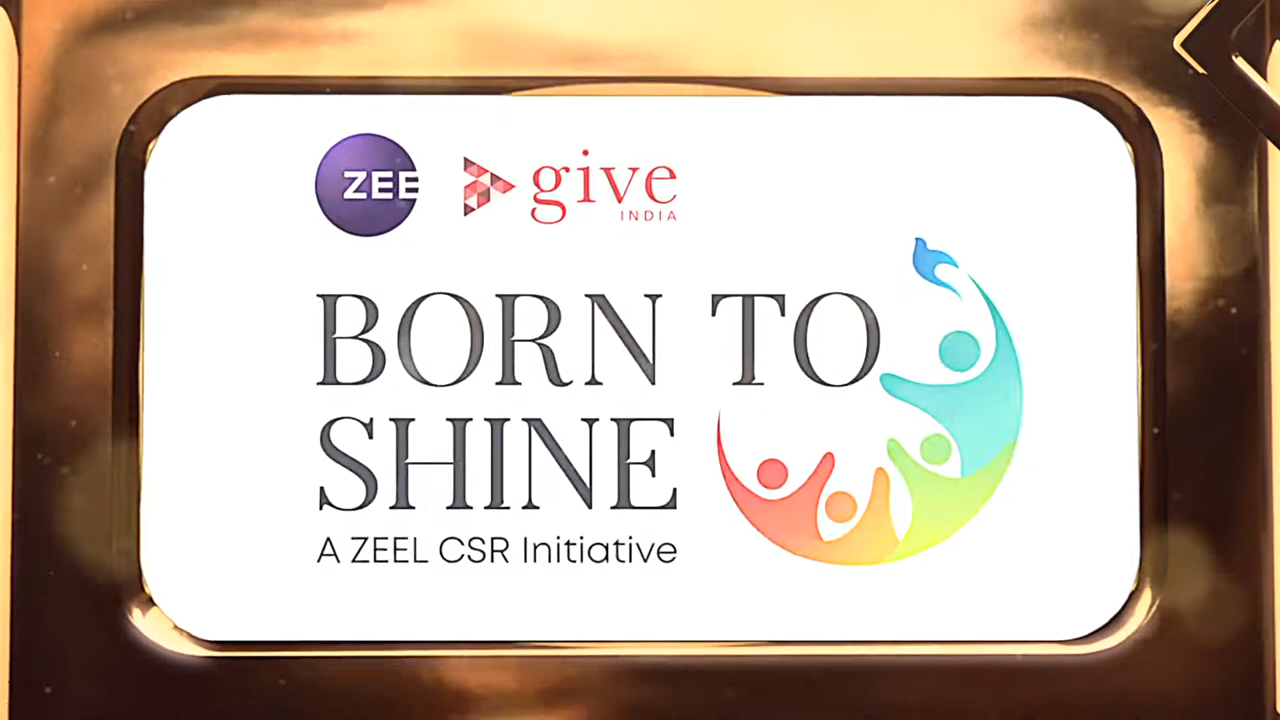 ZEE
give
INDIA
BORN TO
SHINE
A ZEEL CSR Initiative